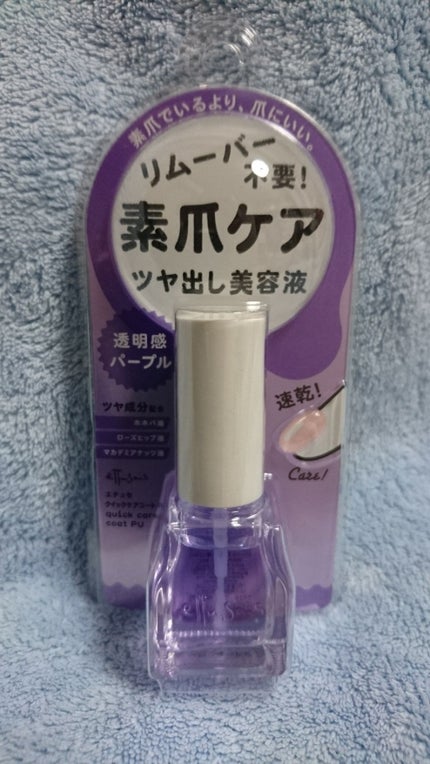 素爪でいるより、爪にいい。
リムーバー
不要!
素爪ケア
ツヤ出し美容液
透明感
パープル
速乾!
ツヤ成分配合
ホホバ油
ローズヒップ油
マカデミアナッツ油
Care!
ettusais
エテュセ
クイックケアコート
quick care
coat PU
ettusais